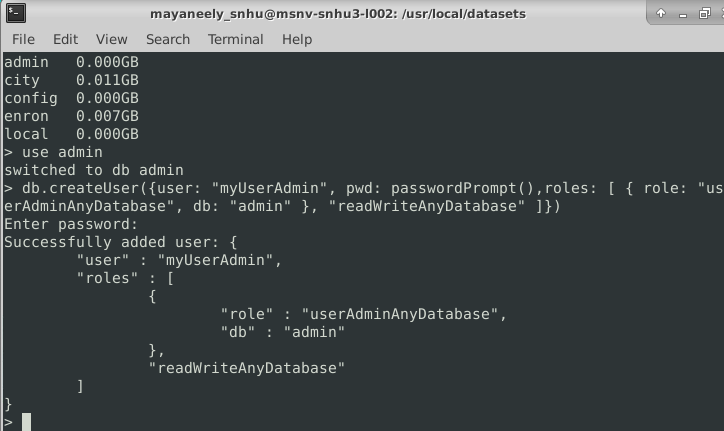 mayaneely_snhu@msnv-snhu3-l002: /usr/local/datasets
File Edit View Search Terminal Help
admin   0.000GB
city    0.011GB
config  0.000GB
enron   0.007GB
local   0.000GB
> use admin
switched to db admin
> db.createUser({user: "myUserAdmin", pwd: passwordPrompt(),roles: [ { role: "us
erAdminAnyDatabase", db: "admin" }, "readWriteAnyDatabase" ]})
Enter password:
Successfully added user: {
        "user" : "myUserAdmin",
        "roles" : [
                {
                        "role" : "userAdminAnyDatabase",
                        "db" : "admin"
                },
                "readWriteAnyDatabase"
        ]
}
>